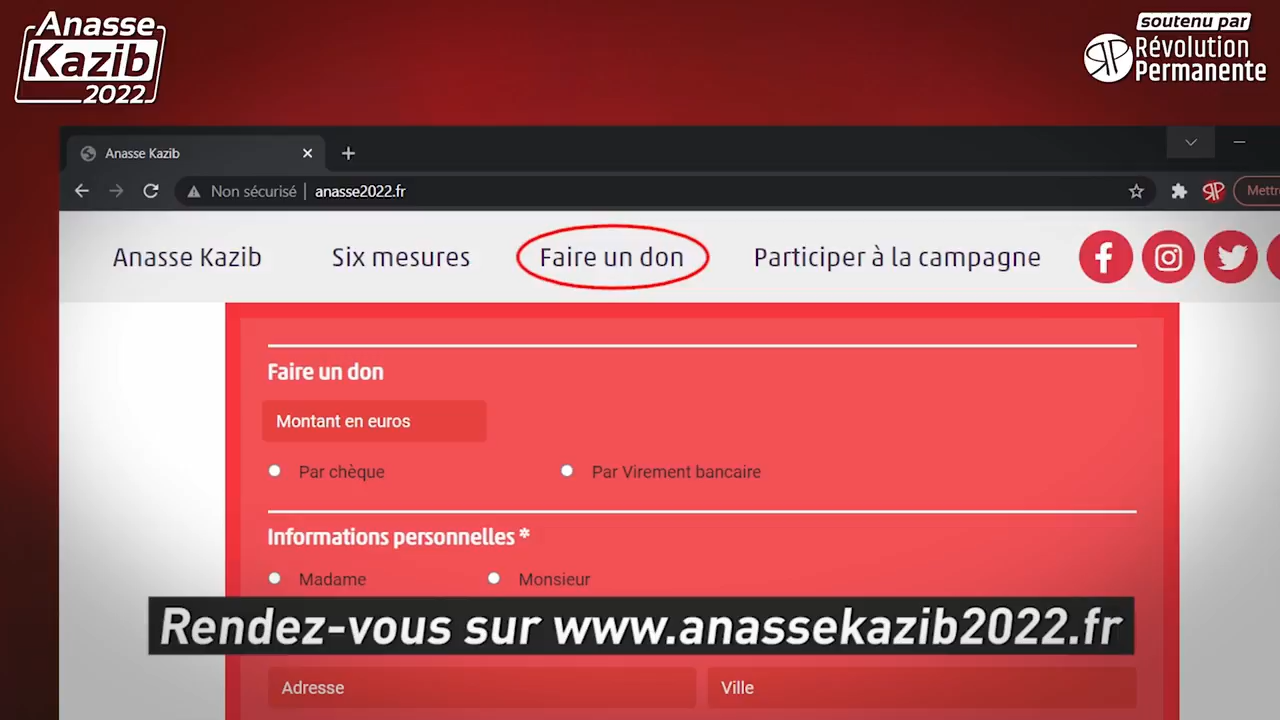 Anasse
Kazib
2022
soutenu par
RP
Révolution
Permanente
Anasse Kazib
Non sécurisé | anasse2022.fr
RP
Mettr
Anasse Kazib
Six mesures
Faire un don
Participer à la campagne
Faire un don
Montant en euros
Par chèque
Par Virement bancaire
Informations personnelles *
Madame
Monsieur
Rendez-vous sur www.anassekazib2022.fr
Adresse
Ville